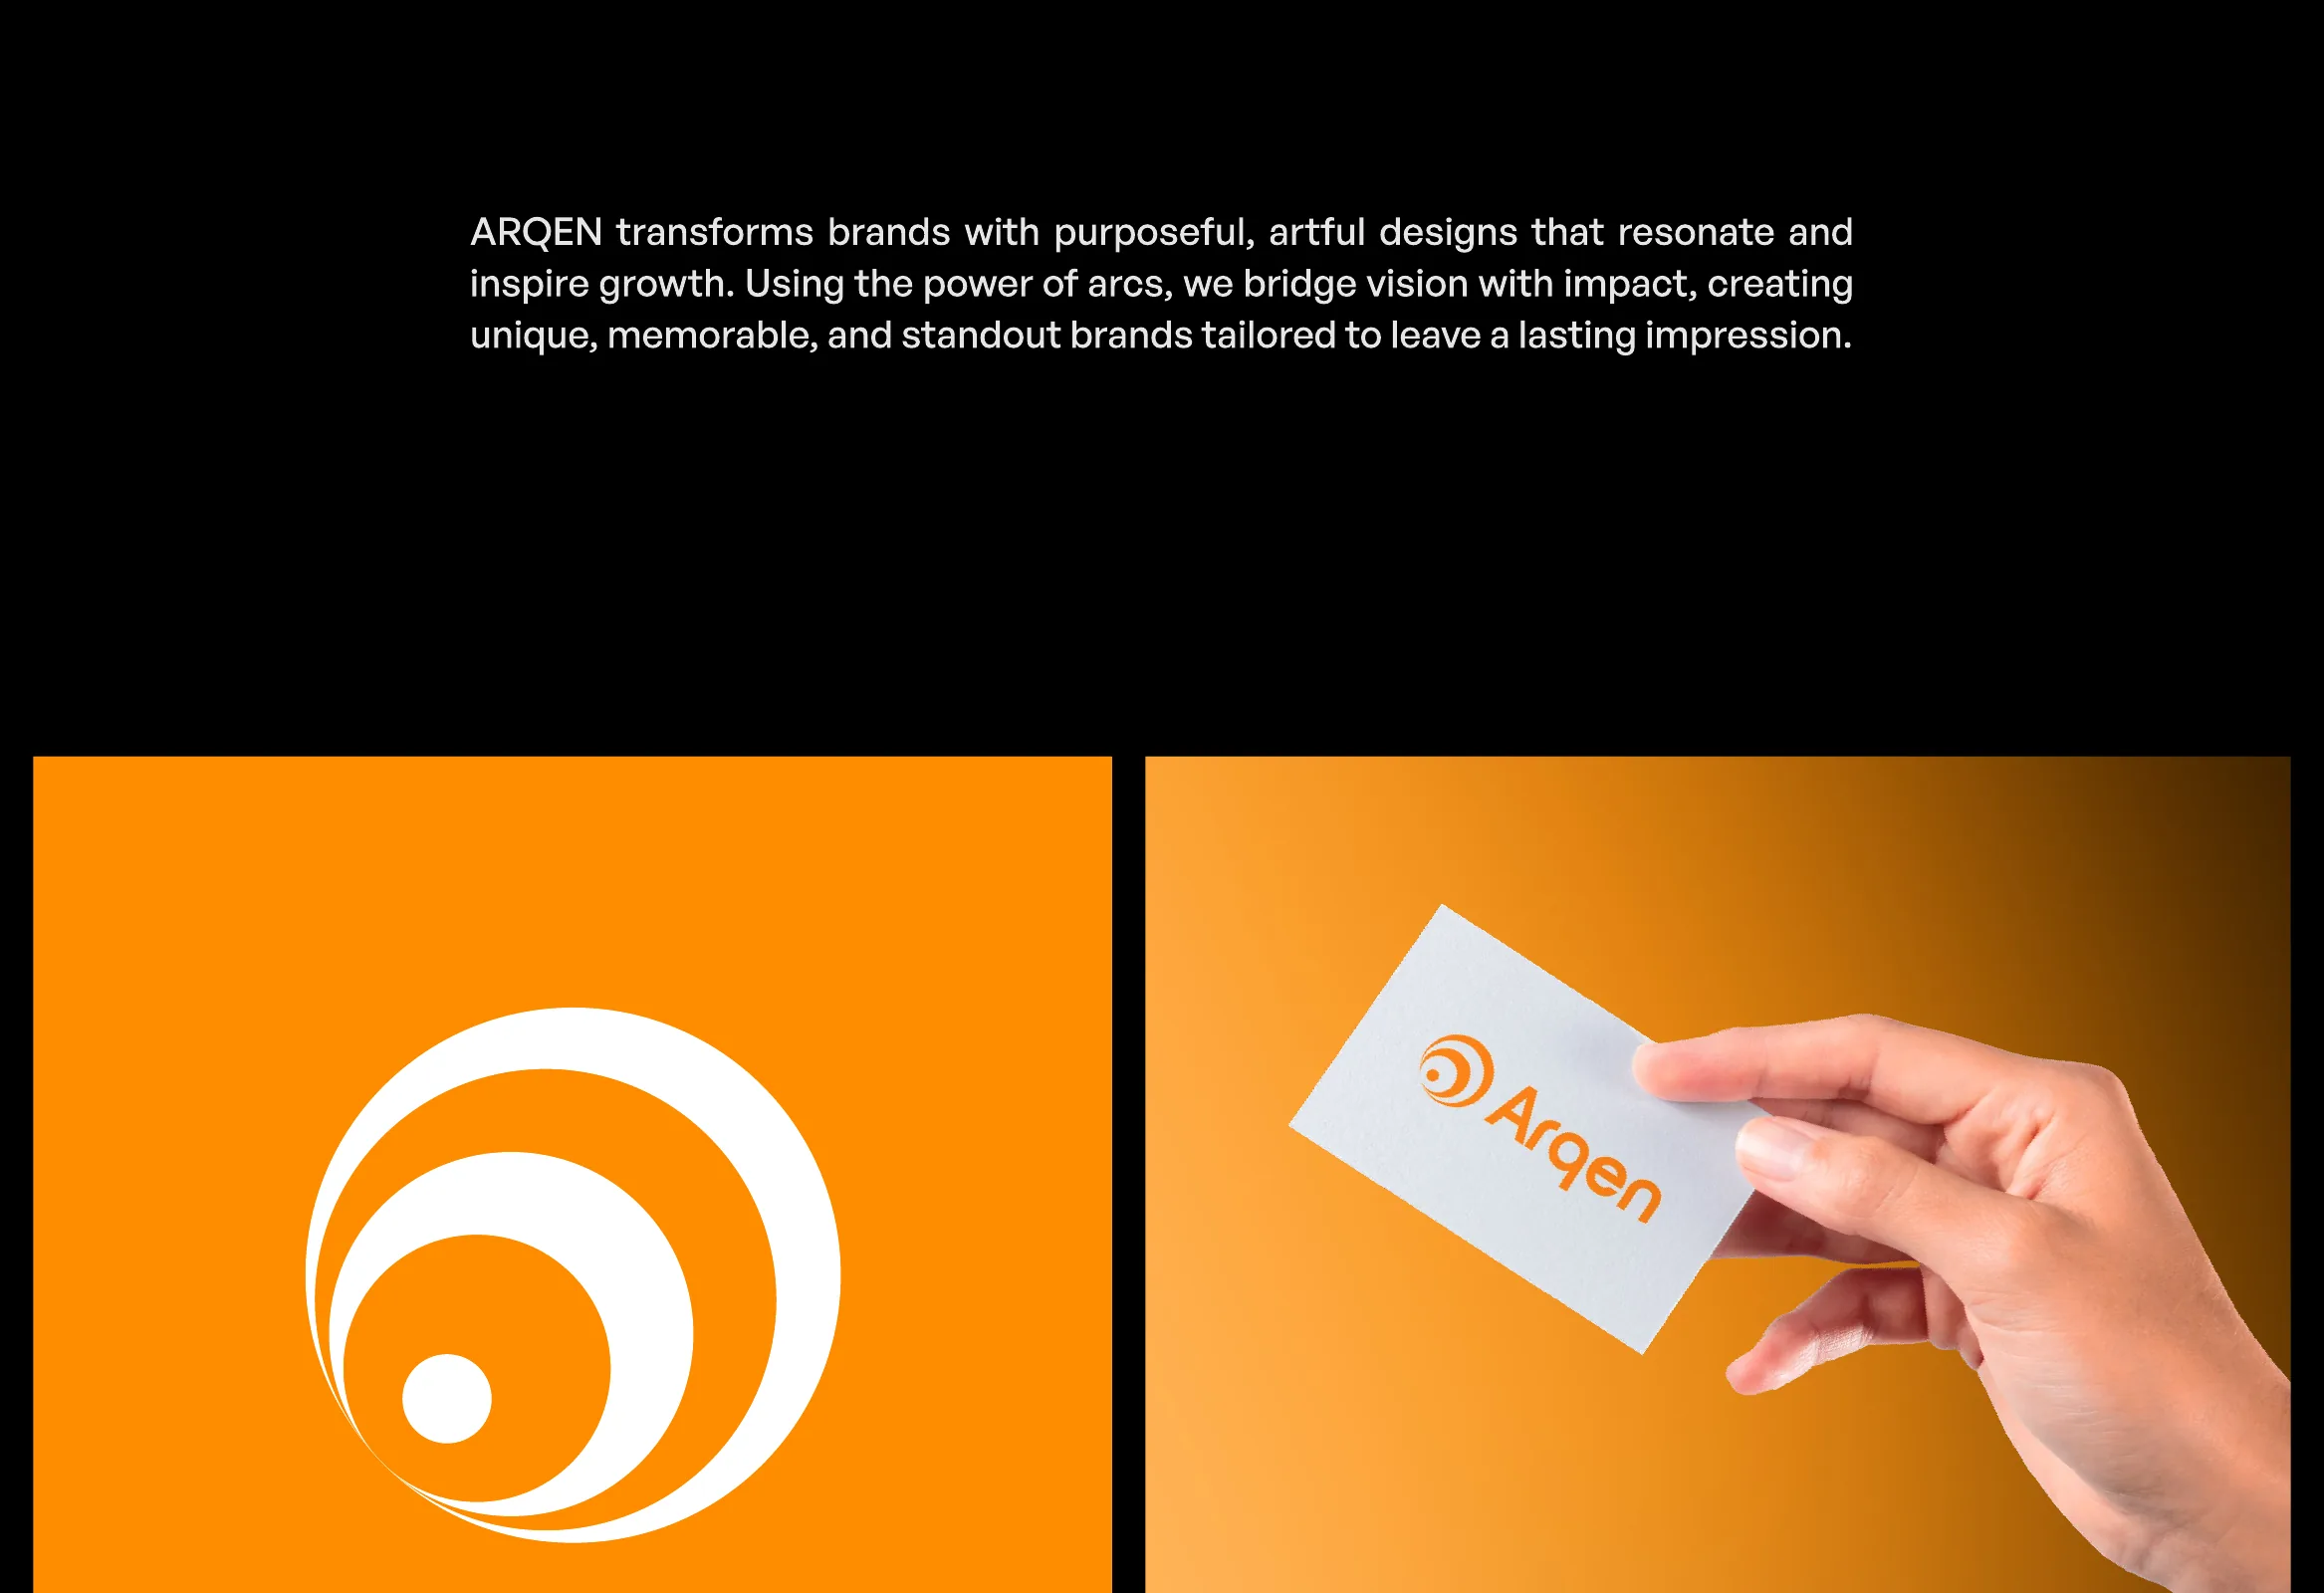 ARQEN transforms brands with purposeful, artful designs that resonate and
inspire growth. Using the power of arcs, we bridge vision with impact, creating
unique, memorable, and standout brands tailored to leave a lasting impression.
Arqen